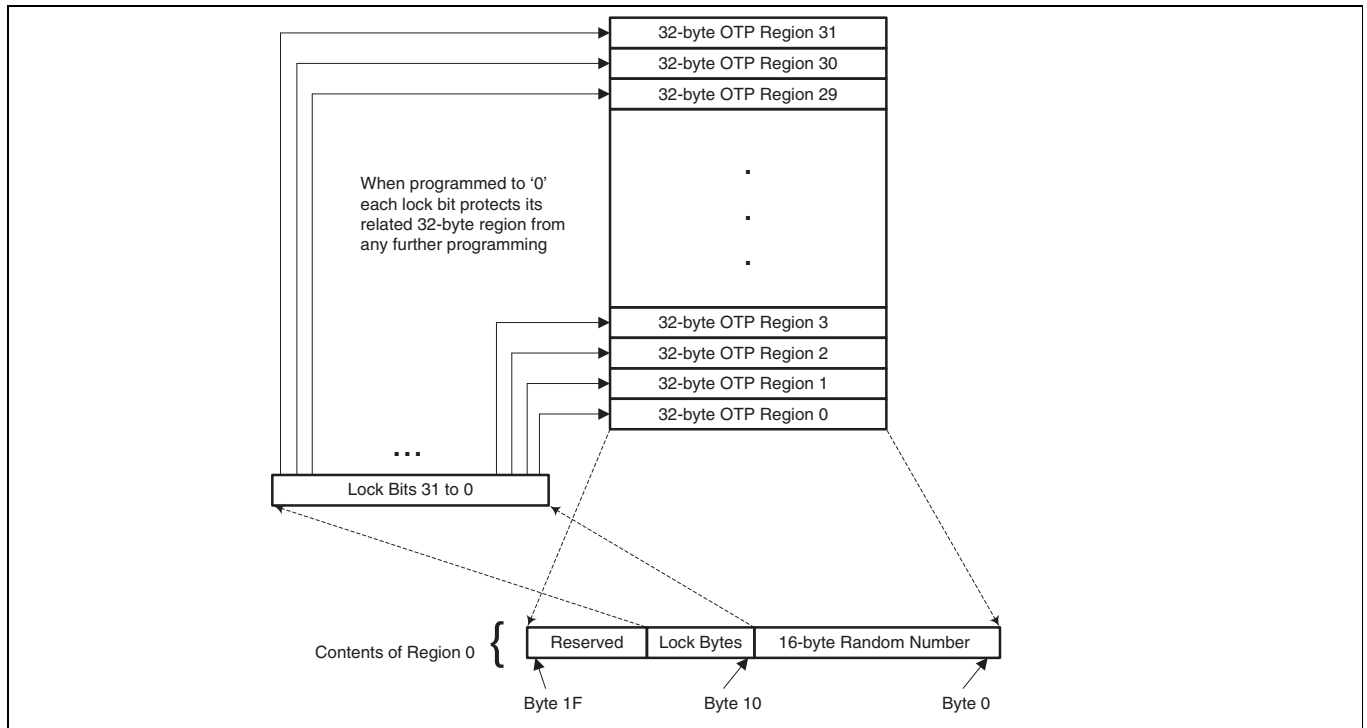 32-byte OTP Region 31
32-byte OTP Region 30
32-byte OTP Region 29
.
.
.
When programmed to ‘0’
each lock bit protects its
related 32-byte region from
any further programming
32-byte OTP Region 3
32-byte OTP Region 2
32-byte OTP Region 1
32-byte OTP Region 0
...
Lock Bits 31 to 0
Contents of Region 0 {
Reserved
Lock Bytes
16-byte Random Number
Byte 1F
Byte 10
Byte 0